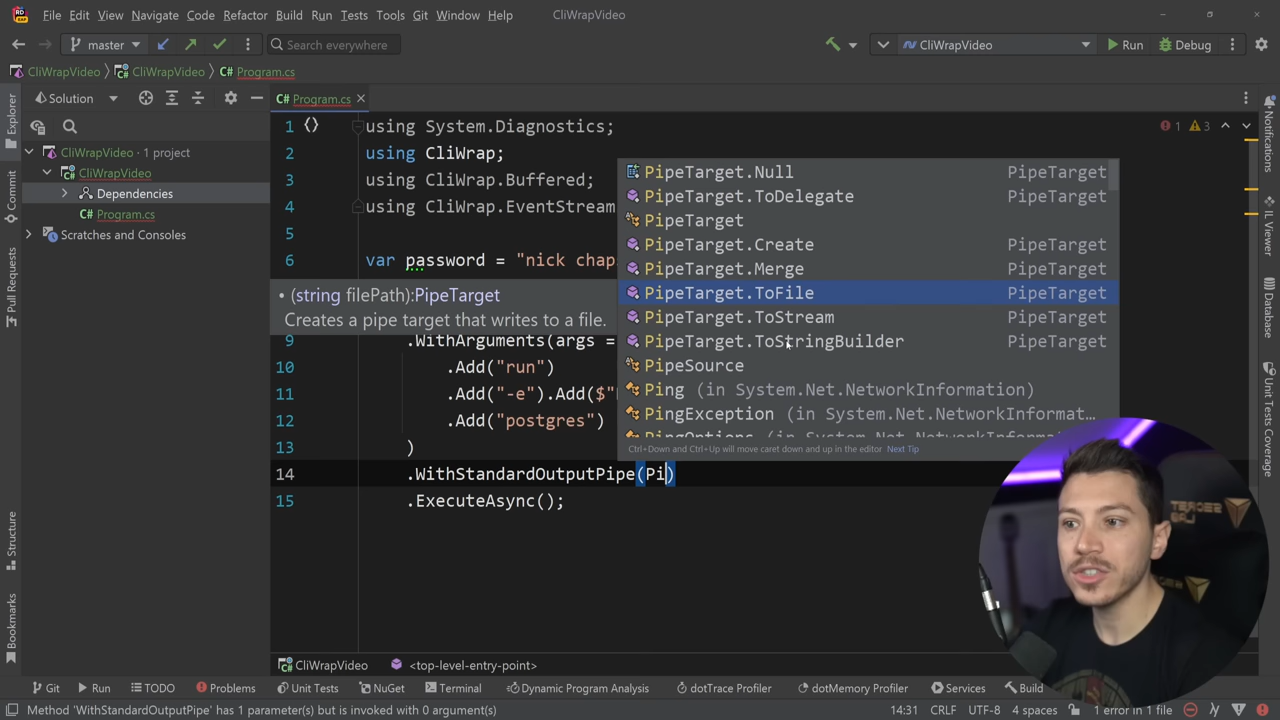 File Edit View Navigate Code Refactor Build Run Tests Tools Git Window Help CliWrapVideo
master Search everywhere CliWrapVideo Run Debug
CliWrapVideo CliWrapVideo Program.cs
Explorer
Commit
Pull Requests
Structure
Bookmarks
Solution
CliWrapVideo · 1 project
CliWrapVideo
Dependencies
Program.cs
Scratches and Consoles
Program.cs
1 using System.Diagnostics;
2 using CliWrap;
3 using CliWrap.Buffered;
4 using CliWrap.EventStream
5
6 var password = "nick chap
• (string filePath):PipeTarget
Creates a pipe target that writes to a file.
9 .WithArguments(args =
10 .Add("run")
11 .Add("-e").Add($"
12 .Add("postgres")
13 )
14 .WithStandardOutputPipe(Pi)
15 .ExecuteAsync();
PipeTarget.Null PipeTarget
PipeTarget.ToDelegate PipeTarget
PipeTarget
PipeTarget.Create PipeTarget
PipeTarget.Merge PipeTarget
PipeTarget.ToFile PipeTarget
PipeTarget.ToStream PipeTarget
PipeTarget.ToStringBuilder PipeTarget
PipeSource
Ping (in System.Net.NetworkInformation)
PingException (in System.Net.NetworkInformat…
Ctrl+Down and Ctrl+Up will move caret down and up in the editor Next Tip
1 3
Notifications
IL Viewer
Database
Unit Tests Coverage
CliWrapVideo <top-level-entry-point>
Git Run TODO Problems Unit Tests NuGet Terminal Dynamic Program Analysis dotTrace Profiler dotMemory Profiler Services Build
Method 'WithStandardOutputPipe' has 1 parameter(s) but is invoked with 0 argument(s) 14:31 CRLF UTF-8 4 spaces 1 error in 1 file